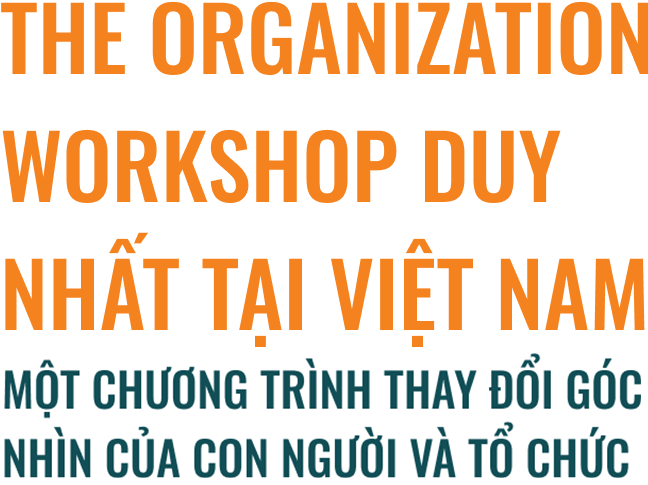 THE ORGANIZATION
WORKSHOP DUY
NHẤT TẠI VIỆT NAM
MỘT CHƯƠNG TRÌNH THAY ĐỔI GÓC
NHÌN CỦA CON NGƯỜI VÀ TỔ CHỨC